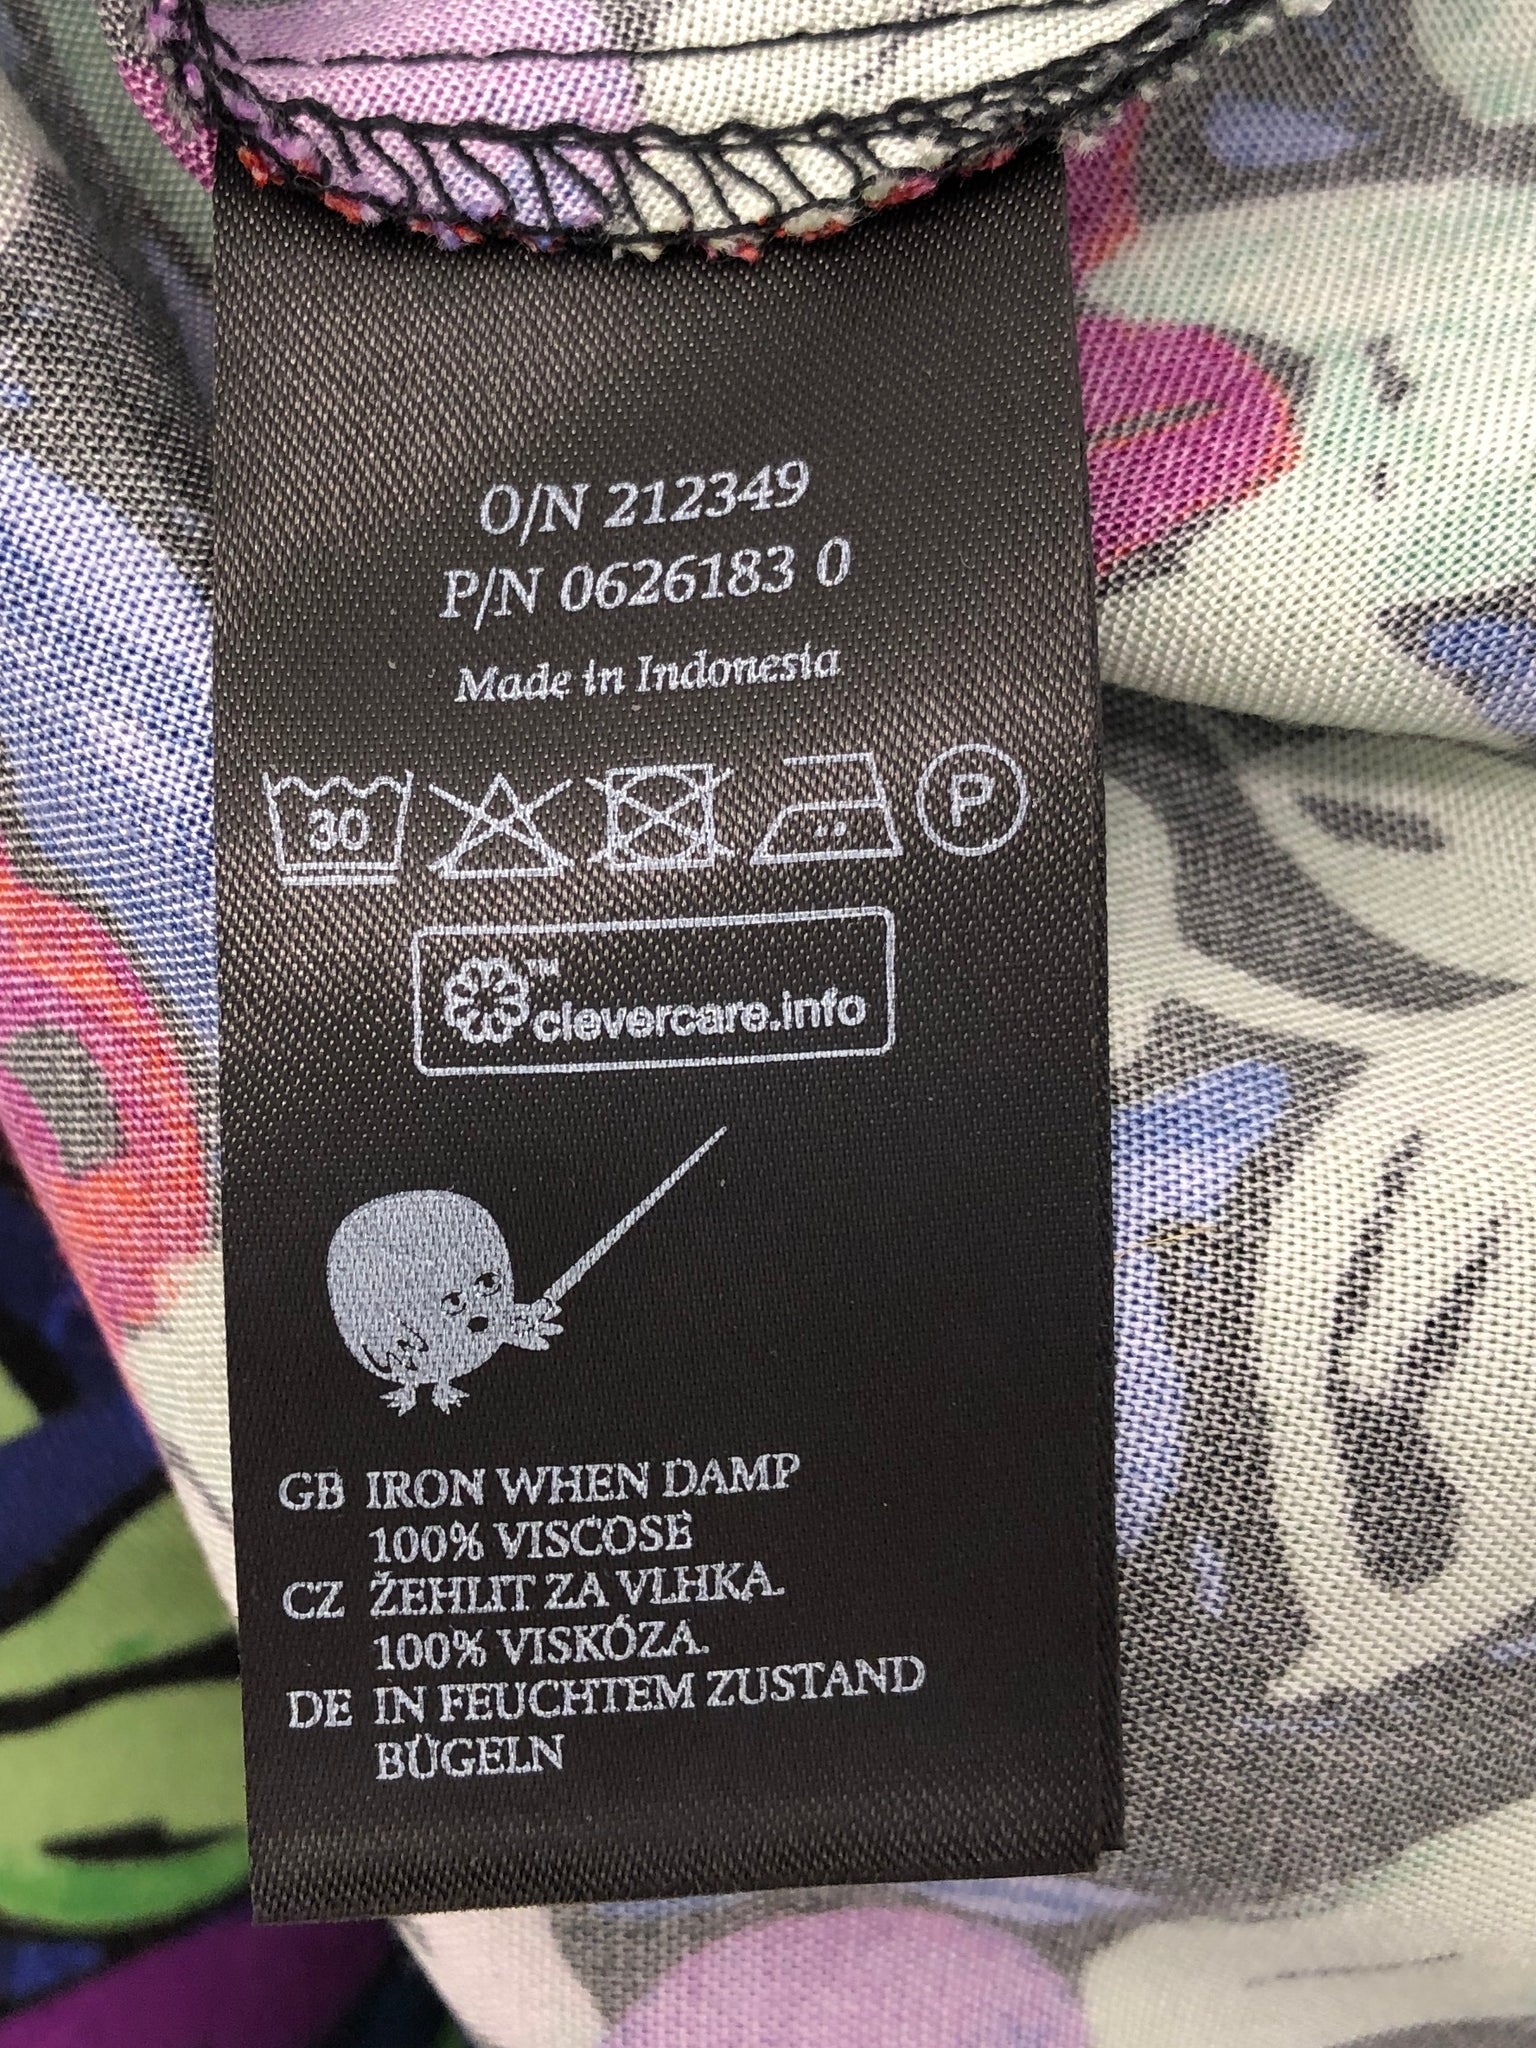 O/N 212349
P/N 0626183 0
Made in Indonesia
30 P
™ clevercare.info
GB IRON WHEN DAMP
100% VISCOSE
CZ ŽEHLIT ZA VLHKA.
100% VISKÓZA.
DE IN FEUCHTEM ZUSTAND
BÜGELN